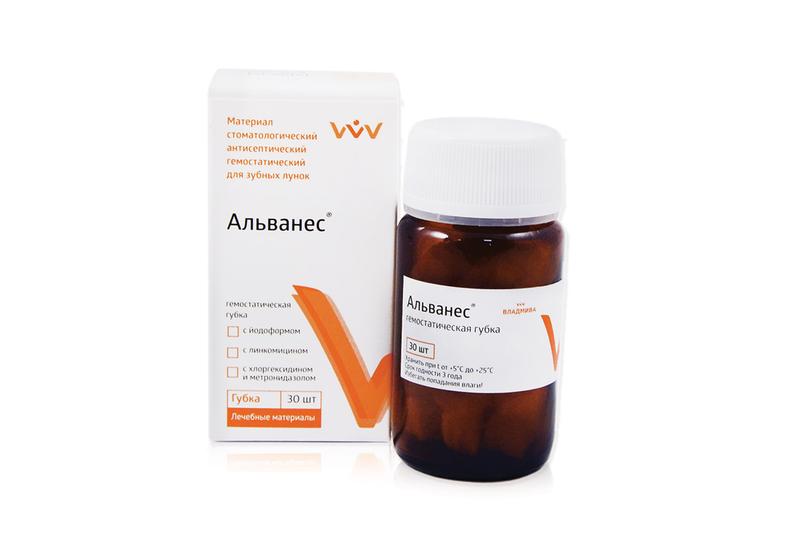 Материал
стоматологический
антисептический
гемостатический
для зубных лунок
Альванес®
гемостатическая
губка
с йодоформом
с линкомицином
с хлоргексидином
и метронидазолом
Губка 30 шт
Лечебные материалы
Альванес®
гемостатическая губка
ВЛАДМИВА
30 шт
Хранить при t от +5°C до +25°C
Срок годности 3 года
Избегать попадания влаги!